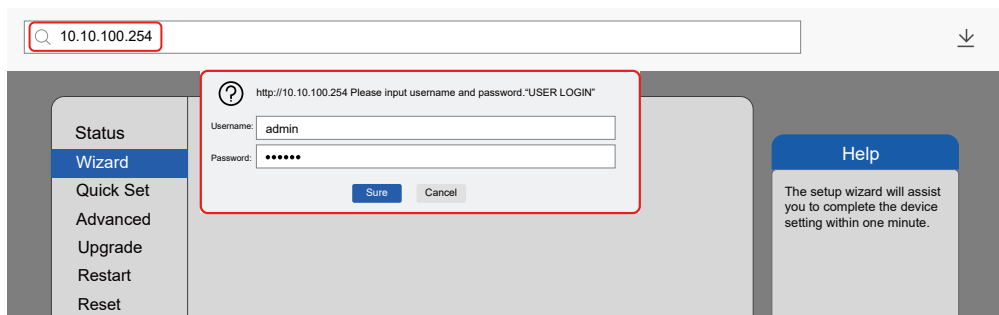 10.10.100.254
http://10.10.100.254 Please input username and password.“USER LOGIN”
Username: admin
Password: ●●●●●●
Sure Cancel
Status
Wizard
Quick Set
Advanced
Upgrade
Restart
Reset
Help
The setup wizard will assist
you to complete the device
setting within one minute.